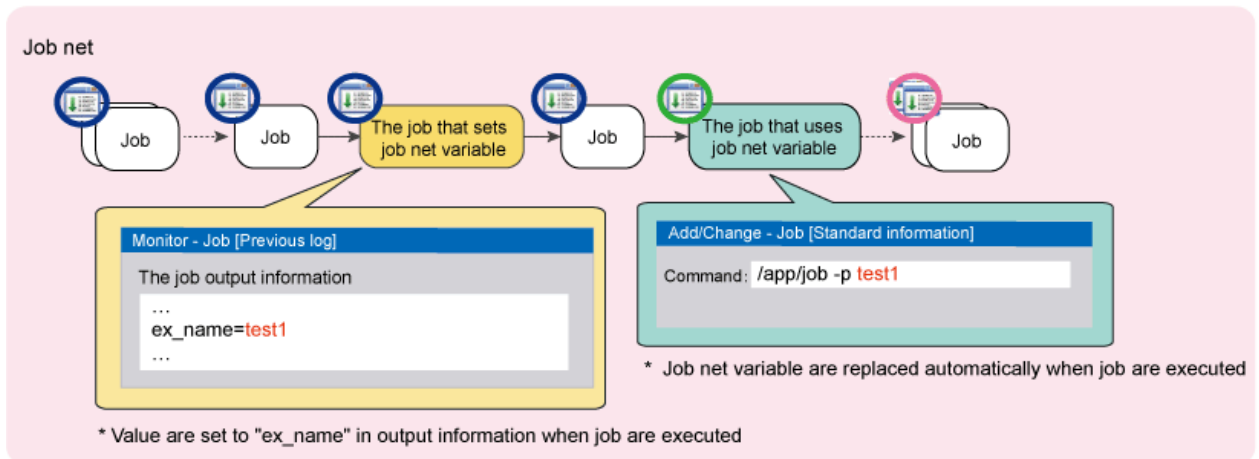 Job net
Job
Job
The job that sets
job net variable
Job
The job that uses
job net variable
Job
Monitor - Job [Previous log]
The job output information
...
ex_name=test1
...
Add/Change - Job [Standard information]
Command: /app/job -p test1
* Job net variable are replaced automatically when job are executed
* Value are set to "ex_name" in output information when job are executed